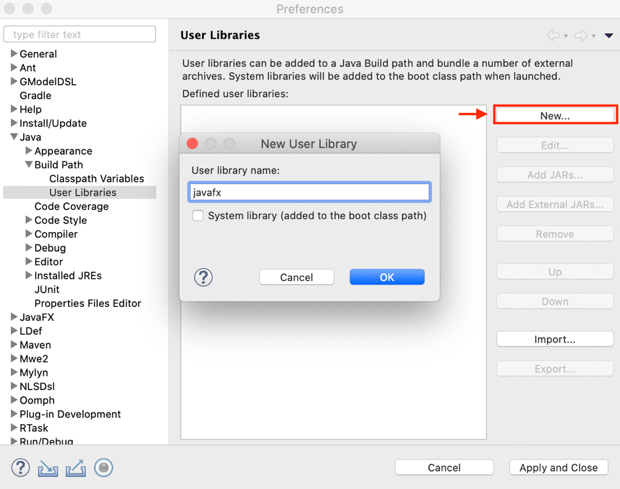 Preferences
type filter text
General
Ant
GModelDSL
Gradle
Help
Install/Update
Java
Appearance
Build Path
Classpath Variables
User Libraries
Code Coverage
Code Style
Compiler
Debug
Editor
Installed JREs
JUnit
Properties Files Editor
JavaFX
LDef
Maven
Mwe2
Mylyn
NLSDsl
Oomph
Plug-in Development
RTask
Run/Debug
User Libraries
User libraries can be added to a Java Build path and bundle a number of external
archives. System libraries will be added to the boot class path when launched.
Defined user libraries:
New...
Edit...
Add JARs...
Add External JARs...
Remove
Up
Down
Import...
Export...
New User Library
User library name:
javafx
System library (added to the boot class path)
?
Cancel
OK
?
Cancel
Apply and Close